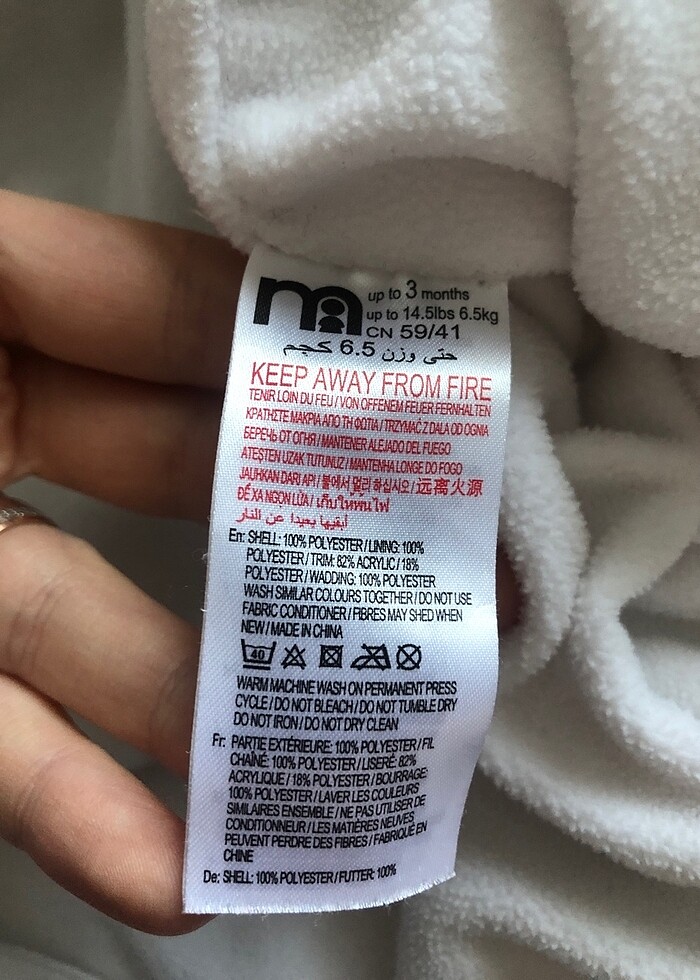 m
up to 3 months
up to 14.5lbs 6.5kg
CN 59/41
حتى وزن 6.5 كجم
KEEP AWAY FROM FIRE
TENIR LOIN DU FEU / VON OFFENEM FEUER FERNHALTEN
ΚΡΑΤΗΣΤΕ ΜΑΚΡΙΑ ΑΠΟ ΤΗ ΦΩΤΙΑ / TRZYMAĆ Z DALA OD OGNIA
БЕРЕЧЬ ОТ ОГНЯ / MANTENER ALEJADO DEL FUEGO
ATEŞTEN UZAK TUTUNUZ / MANTENHA LONGE DO FOGO
JAUHKAN DARI API / 불에서 멀리 하십시오 / 远离火源
ĐỂ XA NGỌN LỬA / เก็บให้พ้นไฟ
أبقيها بعيدا عن النار
En: SHELL: 100% POLYESTER / LINING: 100%
POLYESTER / TRIM: 82% ACRYLIC / 18%
POLYESTER / WADDING: 100% POLYESTER
WASH SIMILAR COLOURS TOGETHER / DO NOT USE
FABRIC CONDITIONER / FIBRES MAY SHED WHEN
NEW / MADE IN CHINA
40
WARM MACHINE WASH ON PERMANENT PRESS
CYCLE / DO NOT BLEACH / DO NOT TUMBLE DRY
DO NOT IRON / DO NOT DRY CLEAN
Fr: PARTIE EXTÉRIEURE: 100% POLYESTER / FIL
CHAÎNÉ: 100% POLYESTER / LISERÉ: 82%
ACRYLIQUE / 18% POLYESTER / BOURRAGE:
100% POLYESTER / LAVER LES COULEURS
SIMILAIRES ENSEMBLE / NE PAS UTILISER DE
CONDITIONNEUR / LES MATIÈRES NEUVES
PEUVENT PERDRE DES FIBRES / FABRIQUÉ EN
CHINE
De: SHELL: 100% POLYESTER / FUTTER: 100%